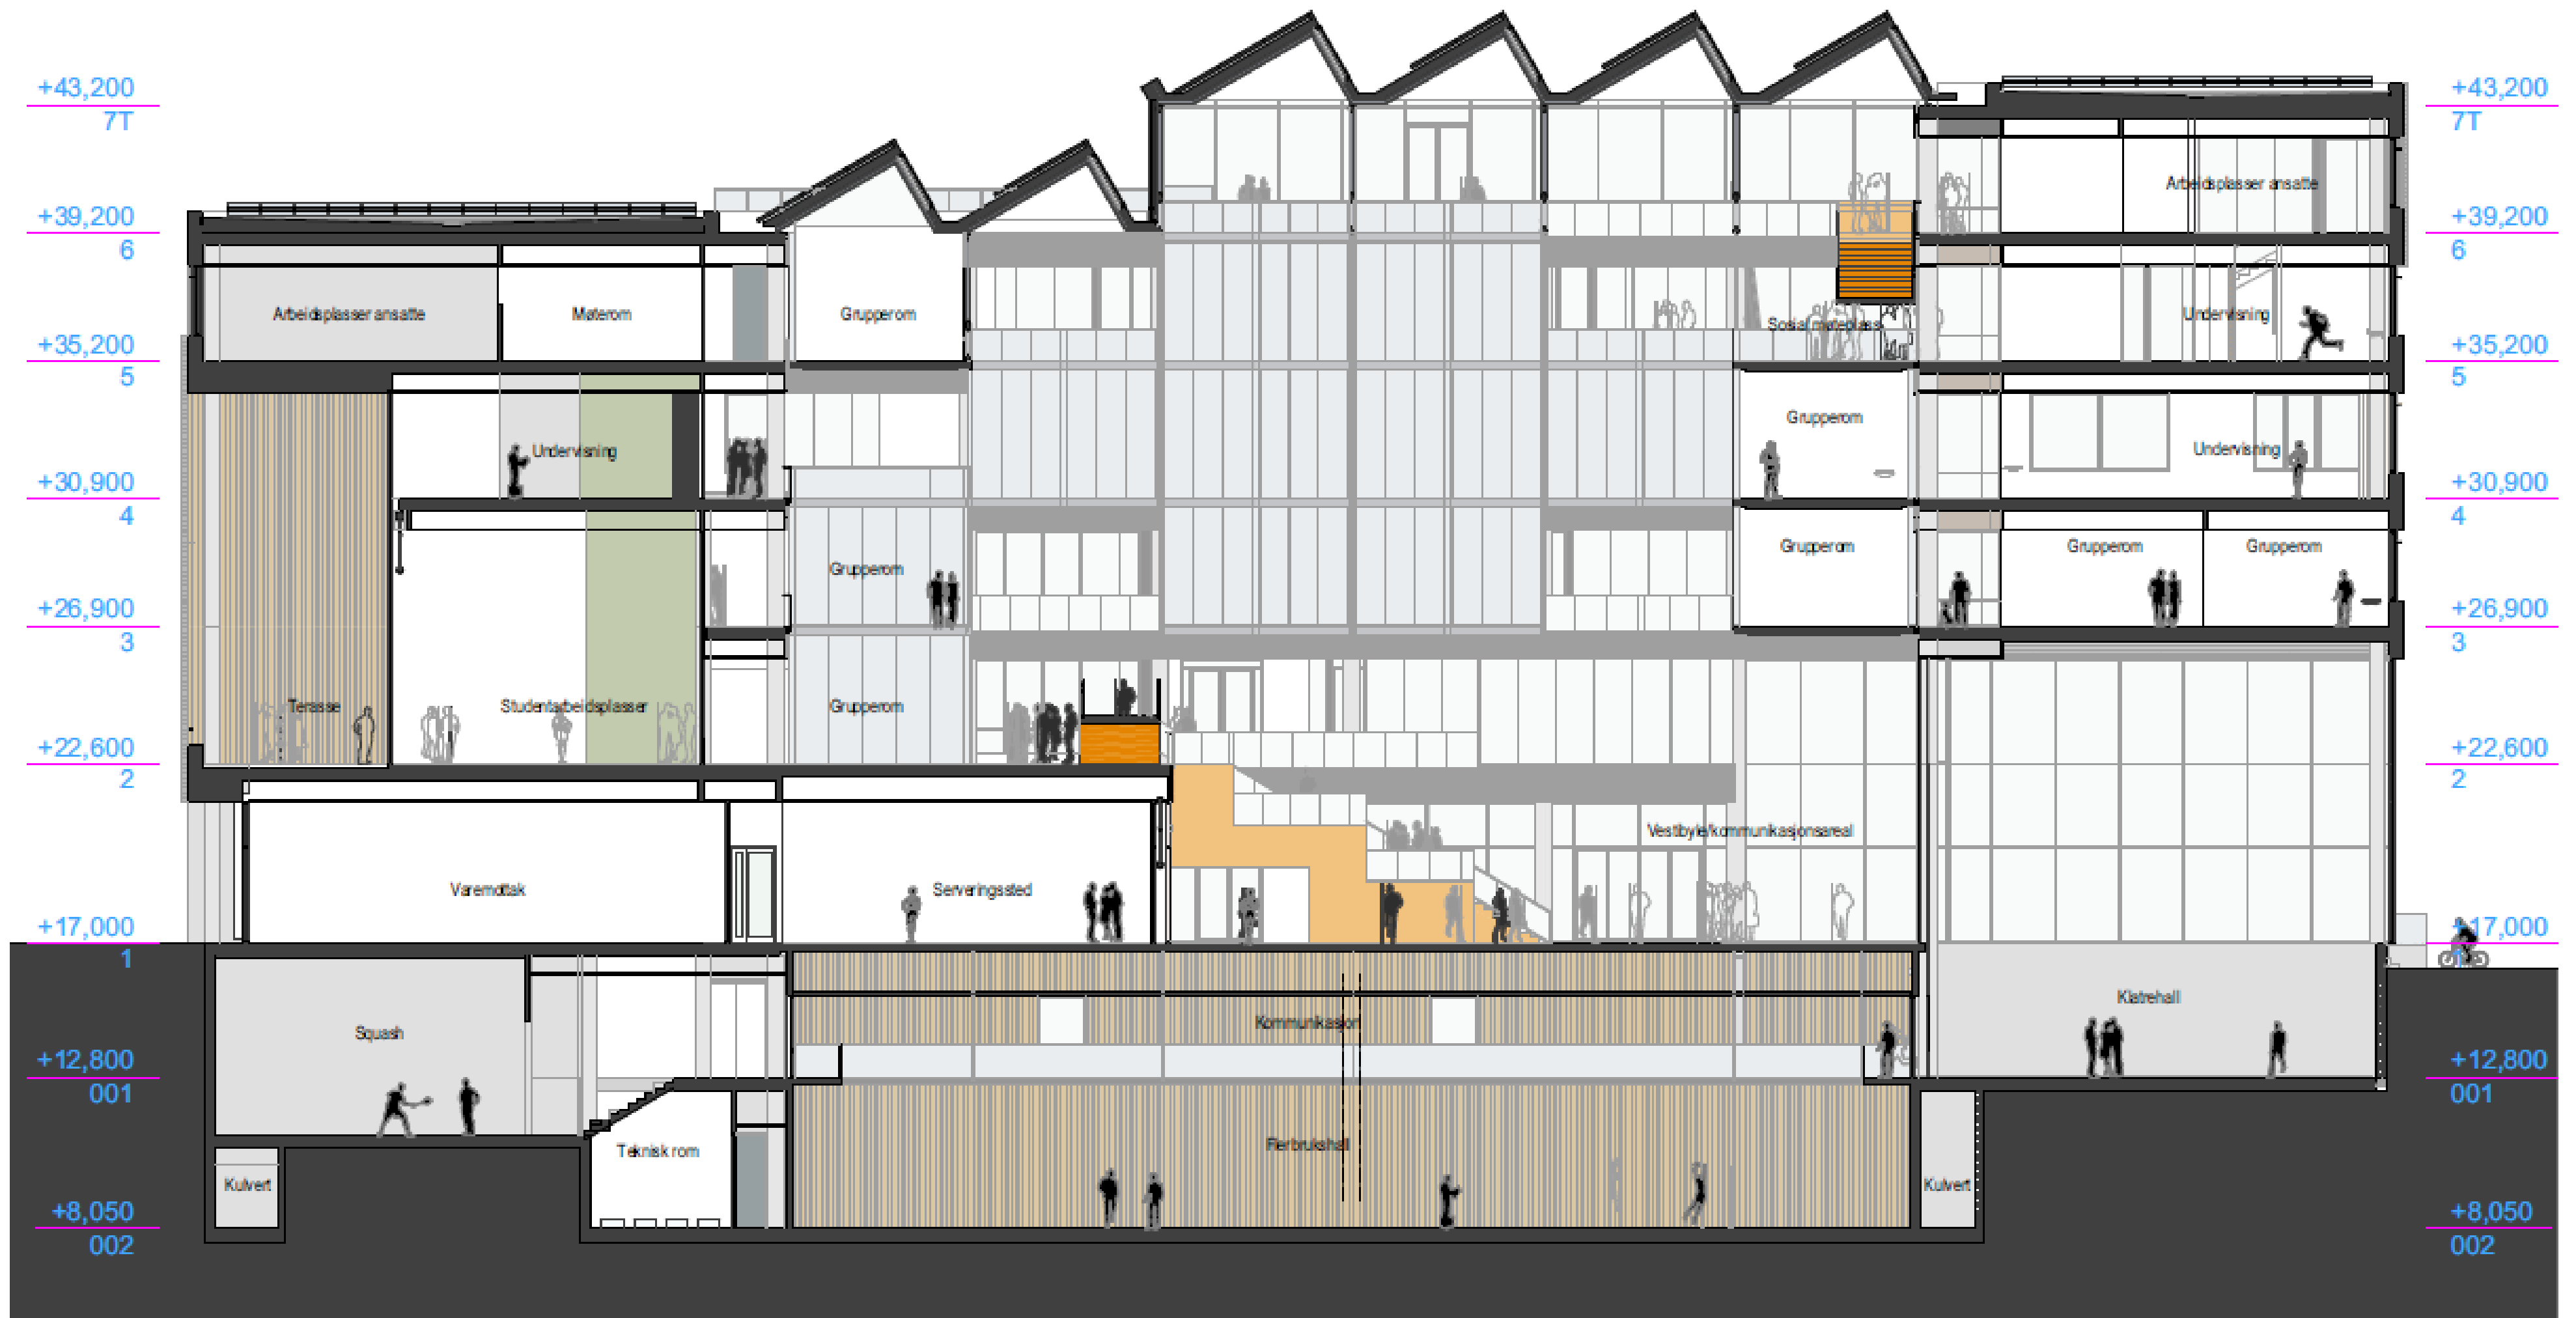 +43,200
7T
+43,200
7T
Arbeidsplasser ansatte
+39,200
6
+39,200
6
Arbeidsplasser ansatte
Møterom
Grupperom
Sosial møteplass
Undervisning
+35,200
5
+35,200
5
Undervisning
Grupperom
Undervisning
+30,900
4
+30,900
4
Grupperom
Grupperom
Grupperom
Grupperom
+26,900
3
+26,900
3
Terasse
Studentarbeidsplasser
Grupperom
+22,600
2
+22,600
2
Vestibyle/kommunikasjonsareal
Varemottak
Serveringssted
+17,000
1
+17,000
1
Squash
Kommunikasjon
Klatrehall
+12,800
001
+12,800
001
Teknisk rom
Flerbrukshall
Kulvert
Kulvert
+8,050
002
+8,050
002